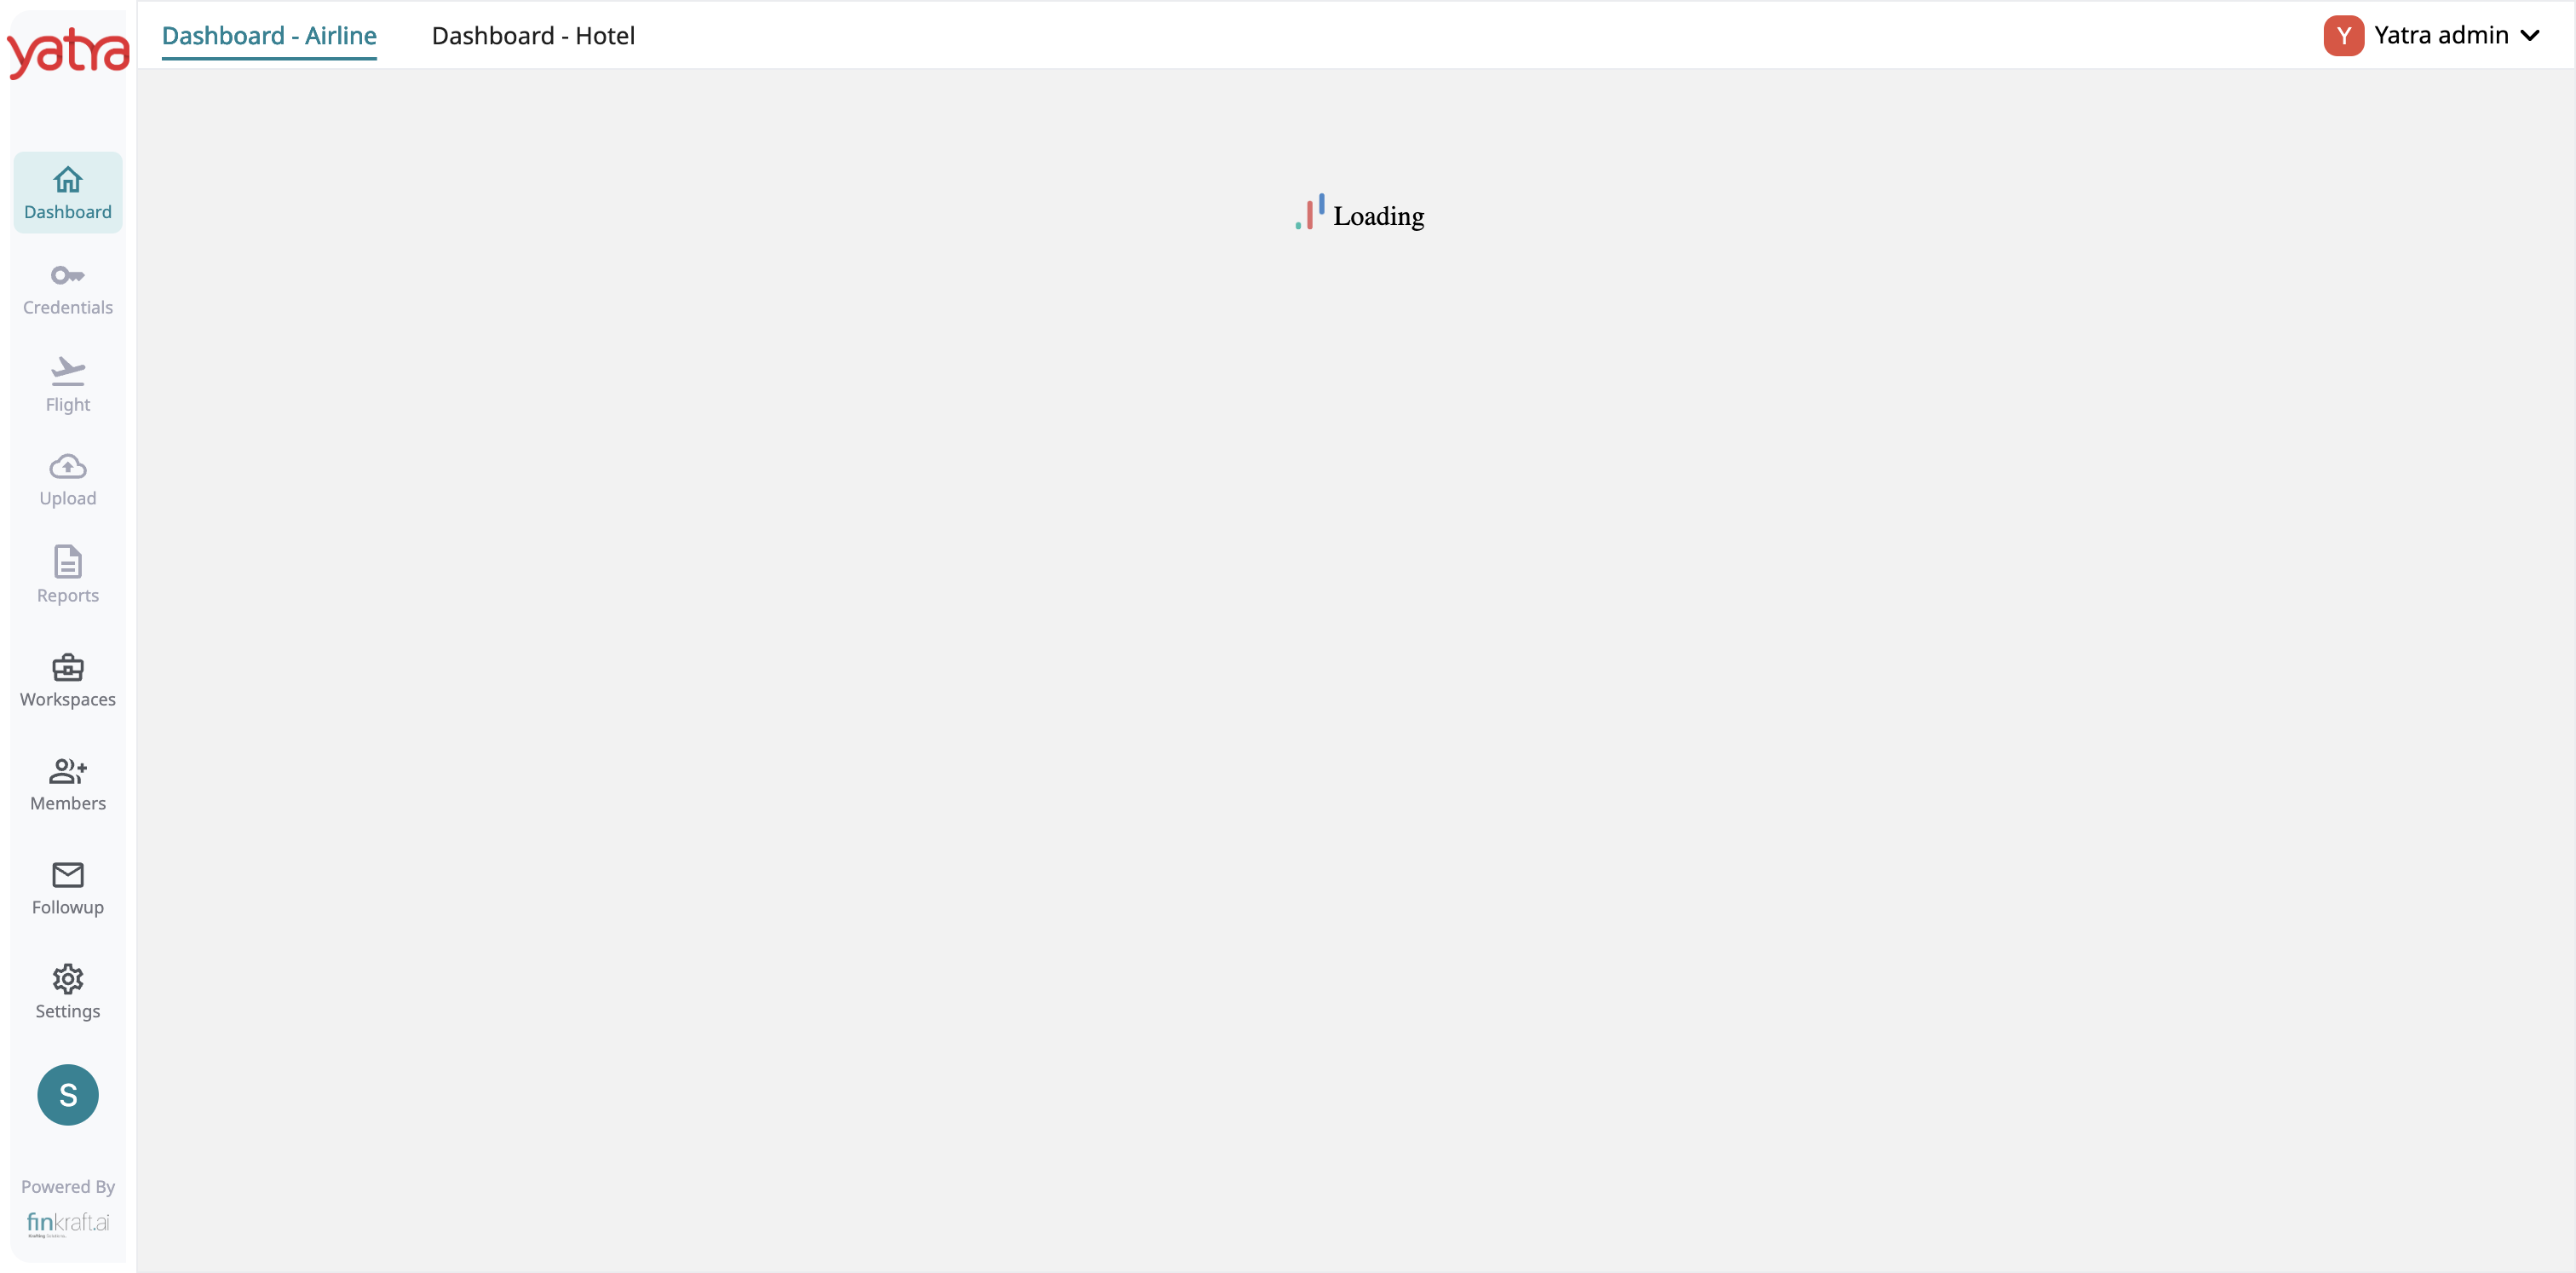 yatra
Dashboard - Airline
Dashboard - Hotel
Y
Yatra admin
Loading
Dashboard
Credentials
Flight
Upload
Reports
Workspaces
Members
Followup
Settings
S
Powered By
finkraft.ai